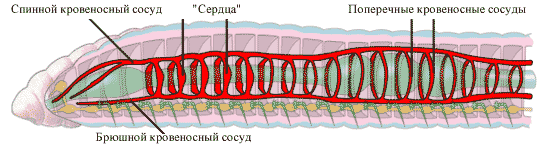 Спинной кровеносный сосуд
"Сердца"
Поперечные кровеносные сосуды
Брюшной кровеносный сосуд